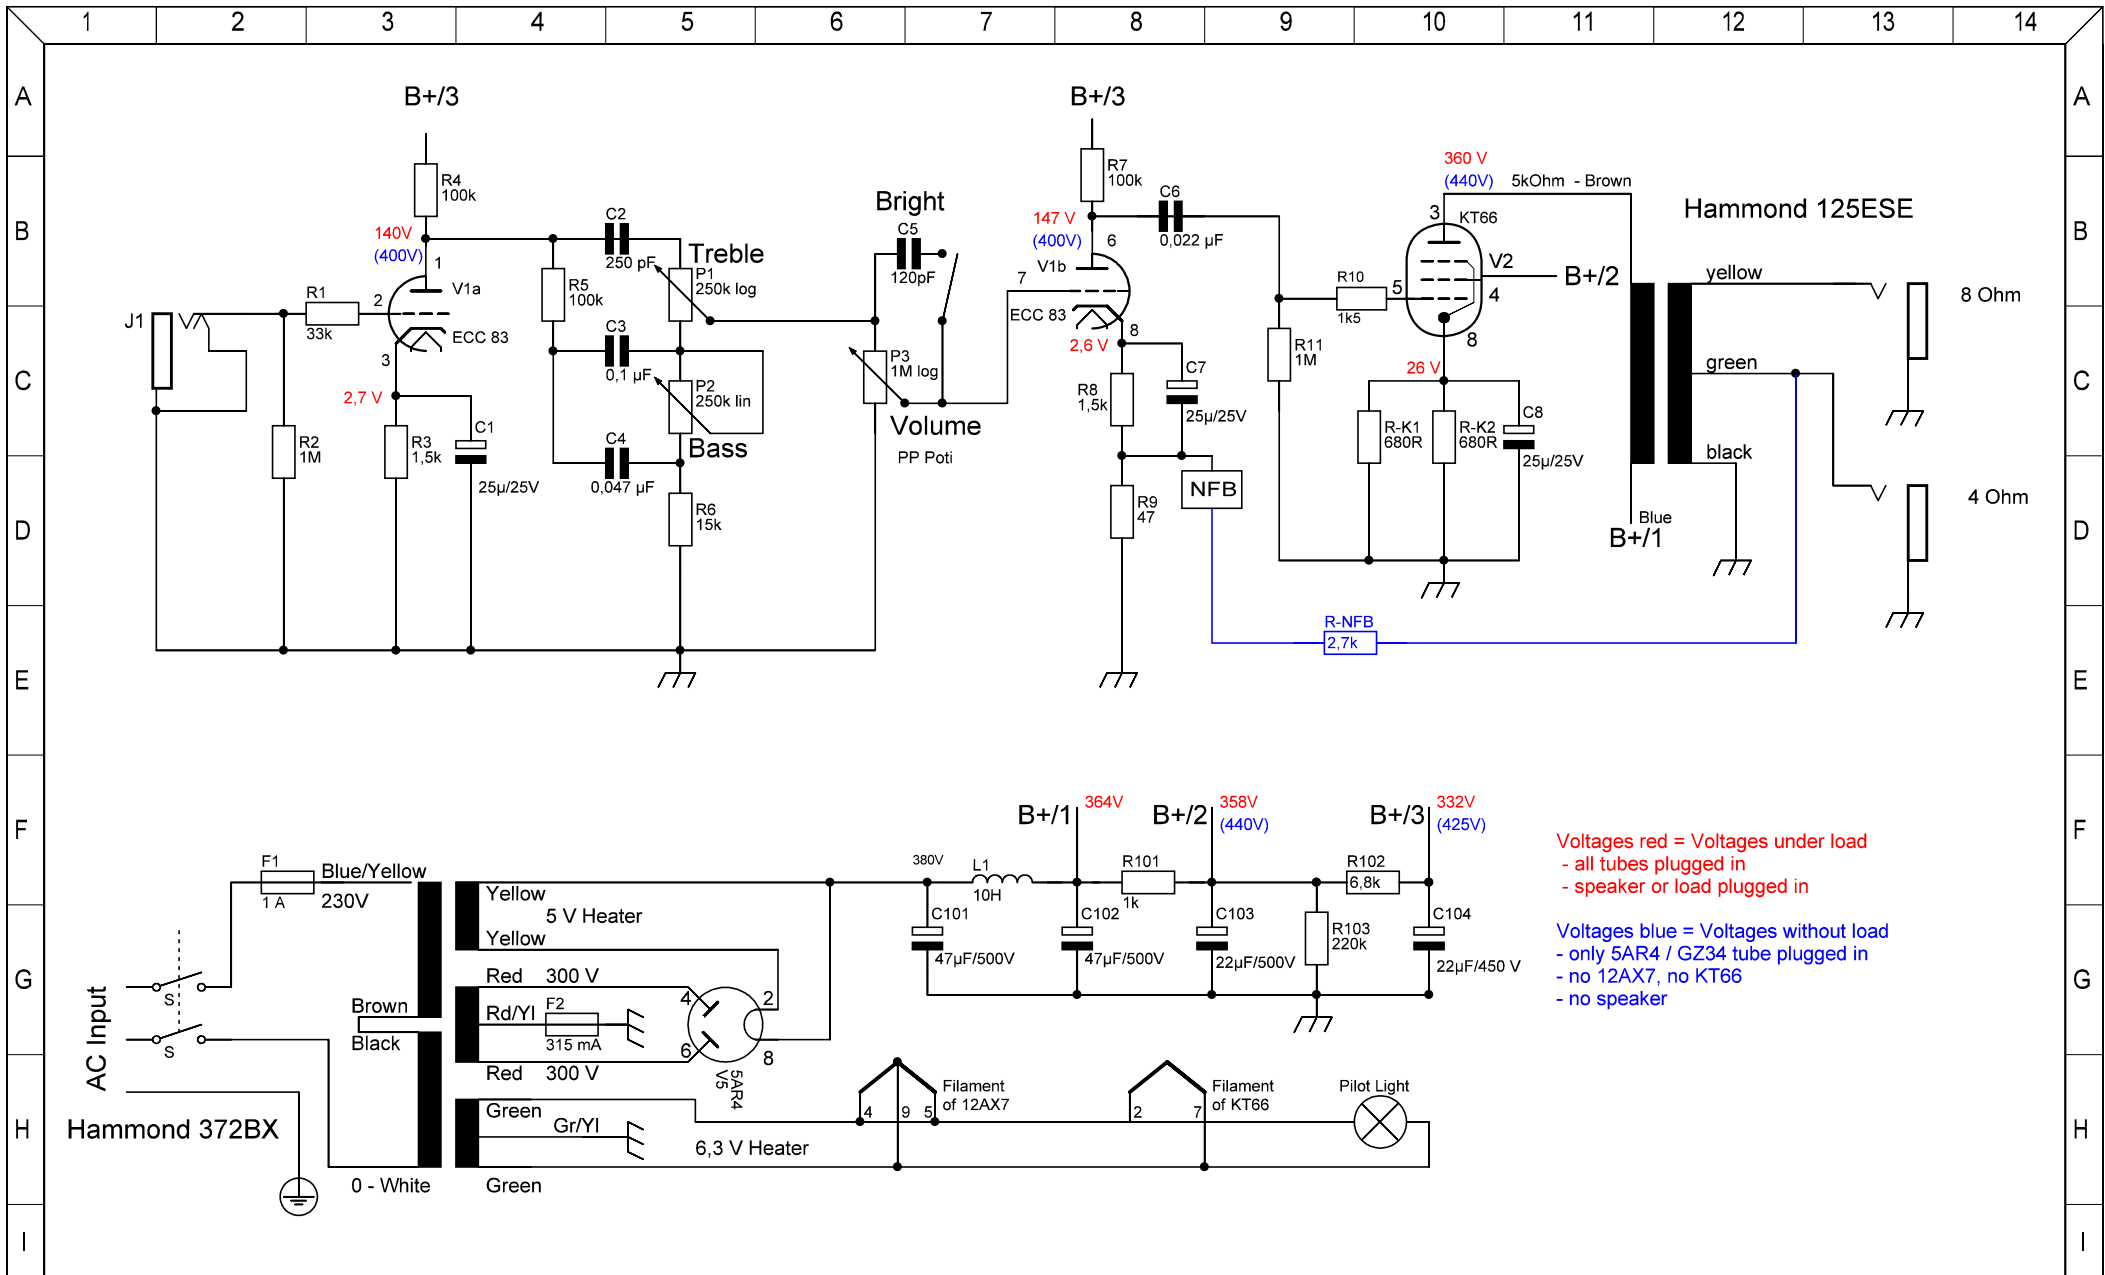 1 2 3 4 5 6 7 8 9 10 11 12 13 14
A
B
C
D
E
F
G
H
I
A
B
C
D
E
F
G
H
I
B+/3
R4
100k
140V
(400V)
1
V1a
2
ECC 83
3
2,7 V
J1
R1
33k
R2
1M
R3
1,5k
C1
25µ/25V
C2
250 pF
R5
100k
C3
0,1 µF
C4
0,047 µF
Treble
P1
250k log
P2
250k lin
Bass
R6
15k
Bright
C5
120pF
P3
1M log
Volume
PP Poti
B+/3
R7
100k
147 V
(400V)
6
V1b
7
ECC 83
8
2,6 V
C6
0,022 µF
R8
1,5k
C7
25µ/25V
NFB
R9
47
R10
1k5
R11
1M
360 V
(440V)
5kOhm - Brown
3
KT66
V2
5
4
8
B+/2
26 V
R-K1
680R
R-K2
680R
C8
25µ/25V
R-NFB
2,7k
Hammond 125ESE
yellow
green
black
Blue
B+/1
8 Ohm
4 Ohm
AC Input
S
S
F1
1 A
Blue/Yellow
230V
Brown
Black
0 - White
Hammond 372BX
Yellow
5 V Heater
Yellow
Red 300 V
Rd/Yl
F2
315 mA
Red 300 V
4
6
2
8
5AR4
V5
Green
Gr/Yl
6,3 V Heater
Green
380V
L1
10H
C101
47µF/500V
B+/1
364V
C102
47µF/500V
R101
1k
B+/2
358V
(440V)
C103
22µF/500V
R103
220k
R102
6,8k
B+/3
332V
(425V)
C104
22µF/450 V
4
9
5
Filament
of 12AX7
2
7
Filament
of KT66
Pilot Light
Voltages red = Voltages under load
- all tubes plugged in
- speaker or load plugged in
Voltages blue = Voltages without load
- only 5AR4 / GZ34 tube plugged in
- no 12AX7, no KT66
- no speaker